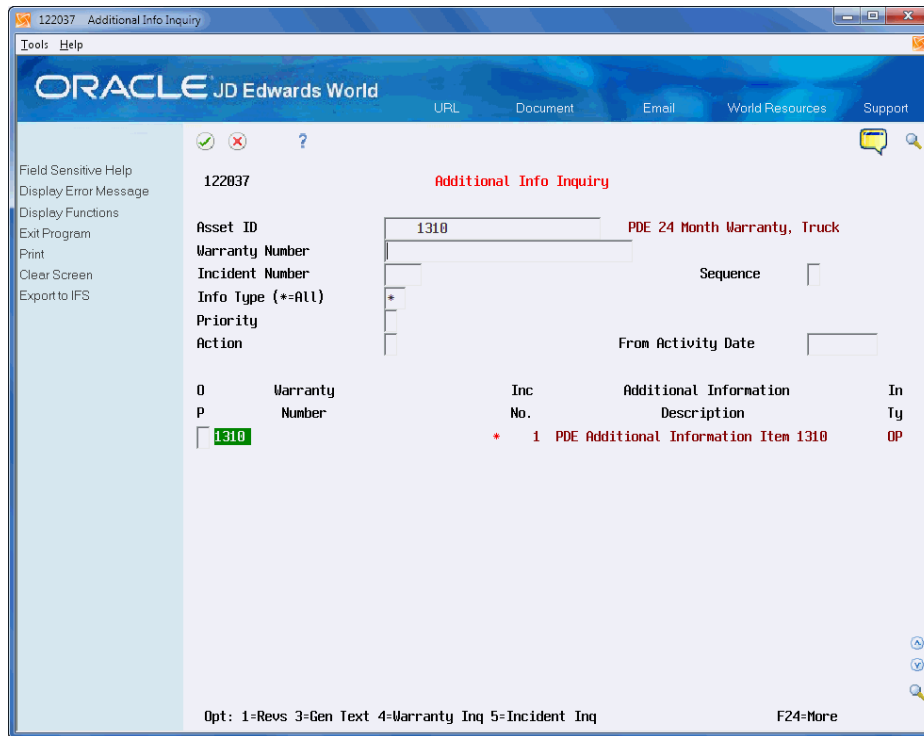 122037 Additional Info Inquiry
Tools Help
ORACLE JD Edwards World
URL Document Email World Resources Support
Field Sensitive Help
Display Error Message
Display Functions
Exit Program
Print
Clear Screen
Export to IFS
?
122037 Additional Info Inquiry
Asset ID 1310 PDE 24 Month Warranty, Truck
Warranty Number
Incident Number Sequence
Info Type (*=All) *
Priority
Action From Activity Date
O Warranty Inc Additional Information In
P Number No. Description Ty
1310 * 1 PDE Additional Information Item 1310 OP
Opt: 1=Revs 3=Gen Text 4=Warranty Inq 5=Incident Inq F24=More